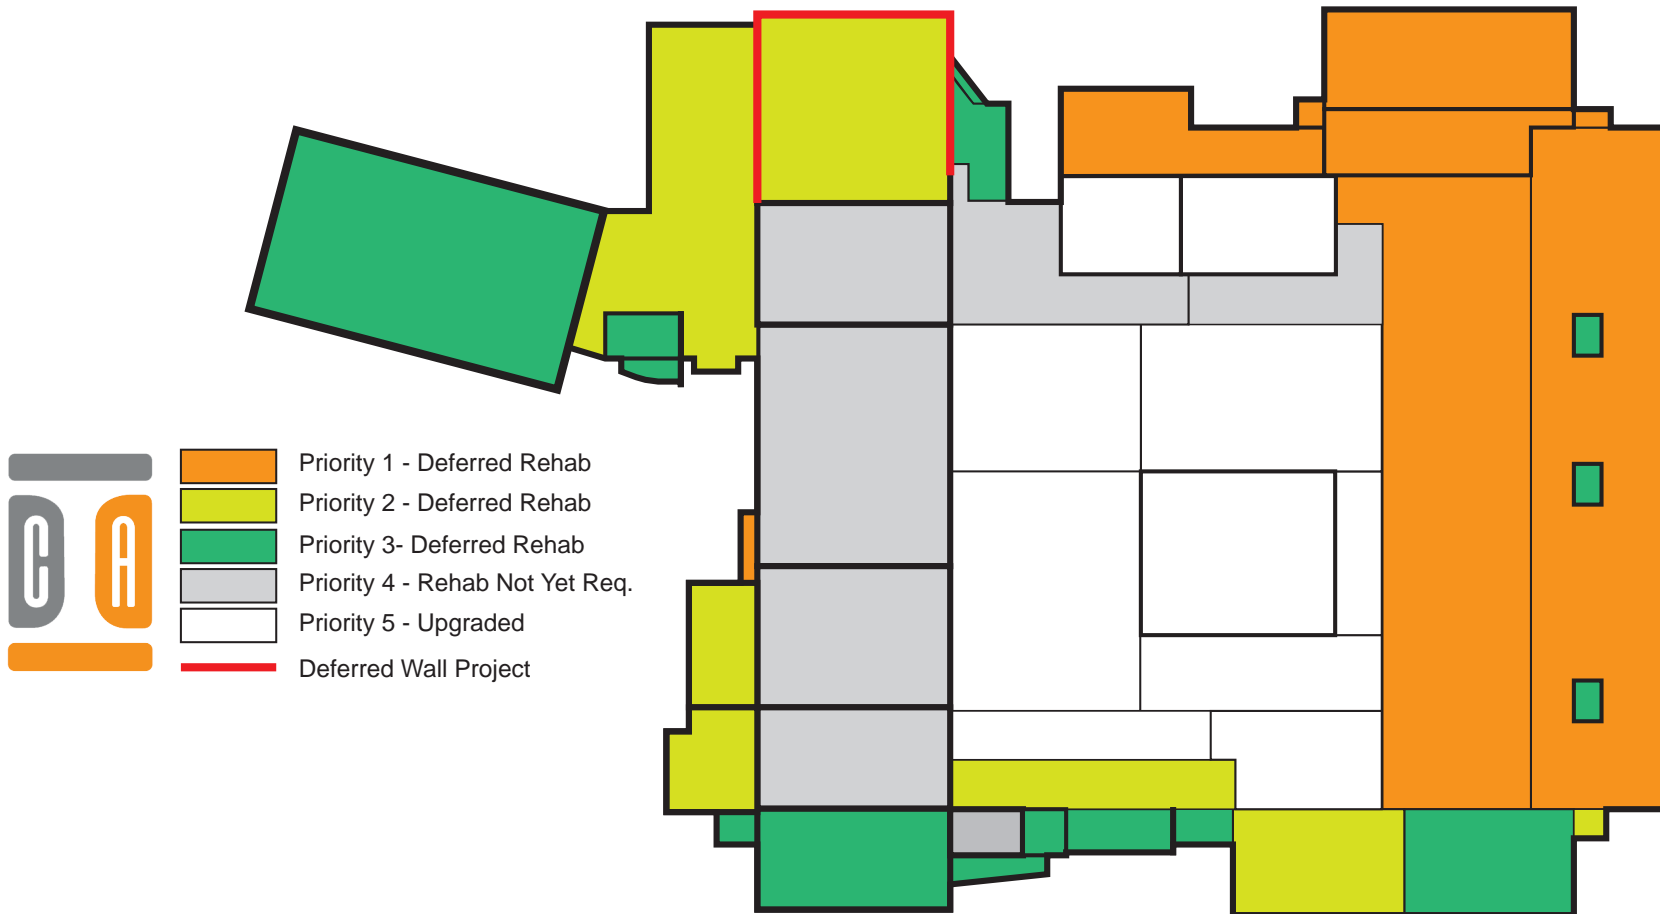 CA
Priority 1 - Deferred Rehab
Priority 2 - Deferred Rehab
Priority 3- Deferred Rehab
Priority 4 - Rehab Not Yet Req.
Priority 5 - Upgraded
Deferred Wall Project